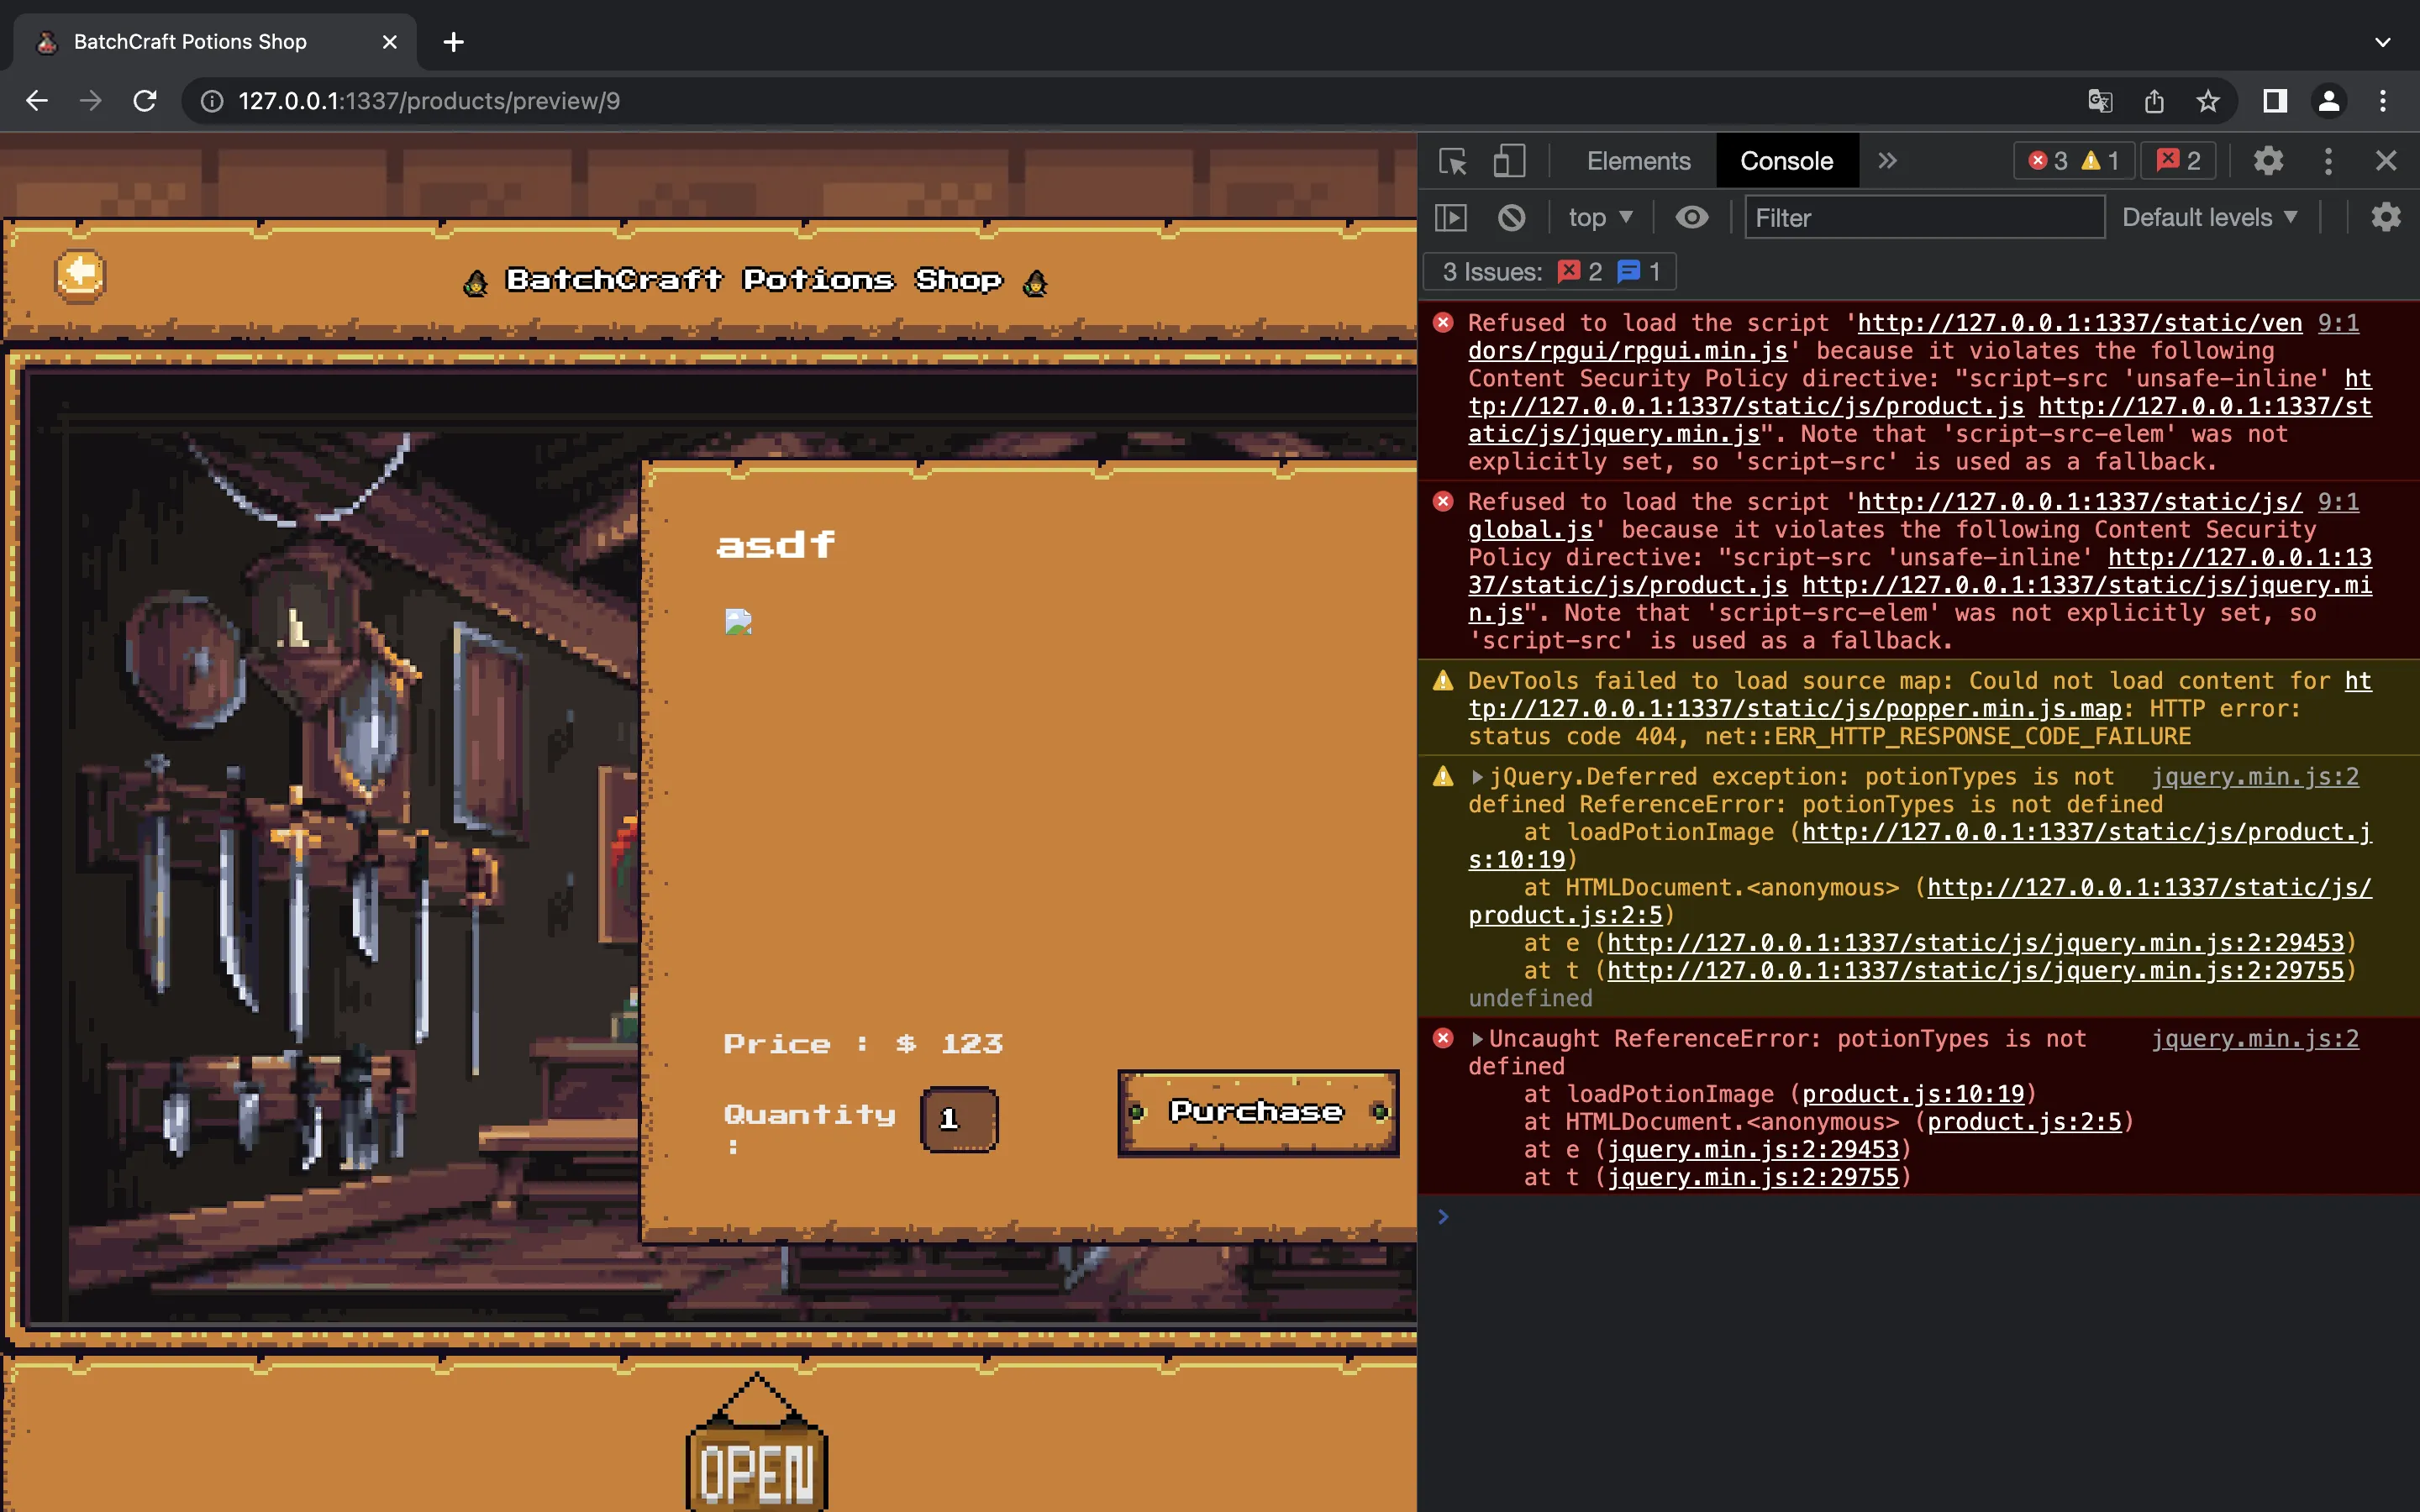 BatchCraft Potions Shop
127.0.0.1:1337/products/preview/9
BatchCraft Potions Shop
asdf
Price : $ 123
Quantity
: 1
Purchase
OPEN
Elements Console 3 1 2
top Filter Default levels
3 Issues: 2 1
Refused to load the script 'http://127.0.0.1:1337/static/ven 9:1
dors/rpgui/rpgui.min.js' because it violates the following
Content Security Policy directive: "script-src 'unsafe-inline' ht
tp://127.0.0.1:1337/static/js/product.js http://127.0.0.1:1337/st
atic/js/jquery.min.js". Note that 'script-src-elem' was not
explicitly set, so 'script-src' is used as a fallback.
Refused to load the script 'http://127.0.0.1:1337/static/js/ 9:1
global.js' because it violates the following Content Security
Policy directive: "script-src 'unsafe-inline' http://127.0.0.1:13
37/static/js/product.js http://127.0.0.1:1337/static/js/jquery.mi
n.js". Note that 'script-src-elem' was not explicitly set, so
'script-src' is used as a fallback.
DevTools failed to load source map: Could not load content for ht
tp://127.0.0.1:1337/static/js/popper.min.js.map: HTTP error:
status code 404, net::ERR_HTTP_RESPONSE_CODE_FAILURE
jQuery.Deferred exception: potionTypes is not jquery.min.js:2
defined ReferenceError: potionTypes is not defined
at loadPotionImage (http://127.0.0.1:1337/static/js/product.j
s:10:19)
at HTMLDocument.<anonymous> (http://127.0.0.1:1337/static/js/
product.js:2:5)
at e (http://127.0.0.1:1337/static/js/jquery.min.js:2:29453)
at t (http://127.0.0.1:1337/static/js/jquery.min.js:2:29755)
undefined
Uncaught ReferenceError: potionTypes is not jquery.min.js:2
defined
at loadPotionImage (product.js:10:19)
at HTMLDocument.<anonymous> (product.js:2:5)
at e (jquery.min.js:2:29453)
at t (jquery.min.js:2:29755)